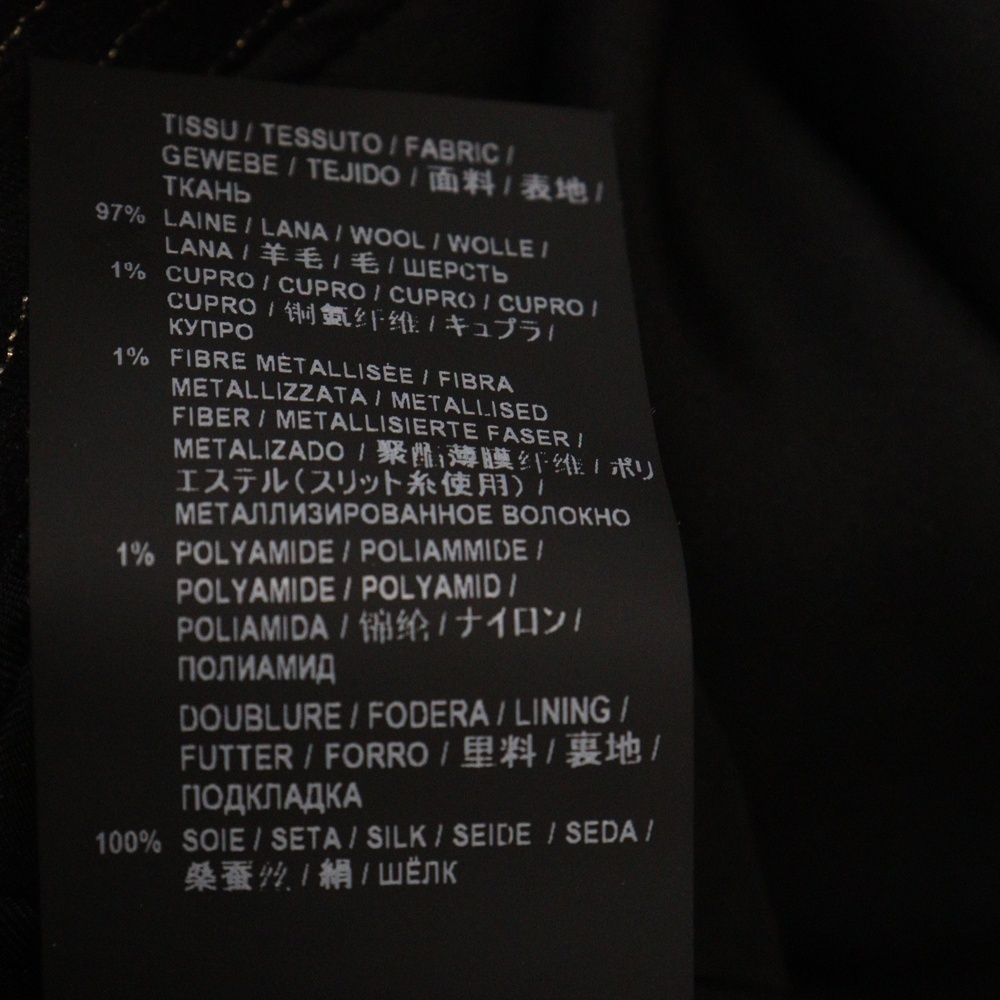 TISSU / TESSUTO / FABRIC /
GEWEBE / TEJIDO / 面料 / 表地 /
ТКАНЬ
97% LAINE / LANA / WOOL / WOLLE /
LANA / 羊毛 / 毛 / ШЕРСТЬ
1% CUPRO / CUPRO / CUPRO / CUPRO /
CUPRO / 铜氨纤维 / キュプラ /
КУПРО
1% FIBRE MÉTALLISÉE / FIBRA
METALLIZZATA / METALLISED
FIBER / METALLISIERTE FASER /
METALIZADO / 聚酯薄膜纤维 / ポリ
エステル(スリット糸使用) /
МЕТАЛЛИЗИРОВАННОЕ ВОЛОКНО
1% POLYAMIDE / POLIAMMIDE /
POLYAMIDE / POLYAMID /
POLIAMIDA / 锦纶 / ナイロン /
ПОЛИАМИД
DOUBLURE / FODERA / LINING /
FUTTER / FORRO / 里料 / 裏地 /
ПОДКЛАДКА
100% SOIE / SETA / SILK / SEIDE / SEDA /
桑蚕丝 / 絹 / ШЁЛК